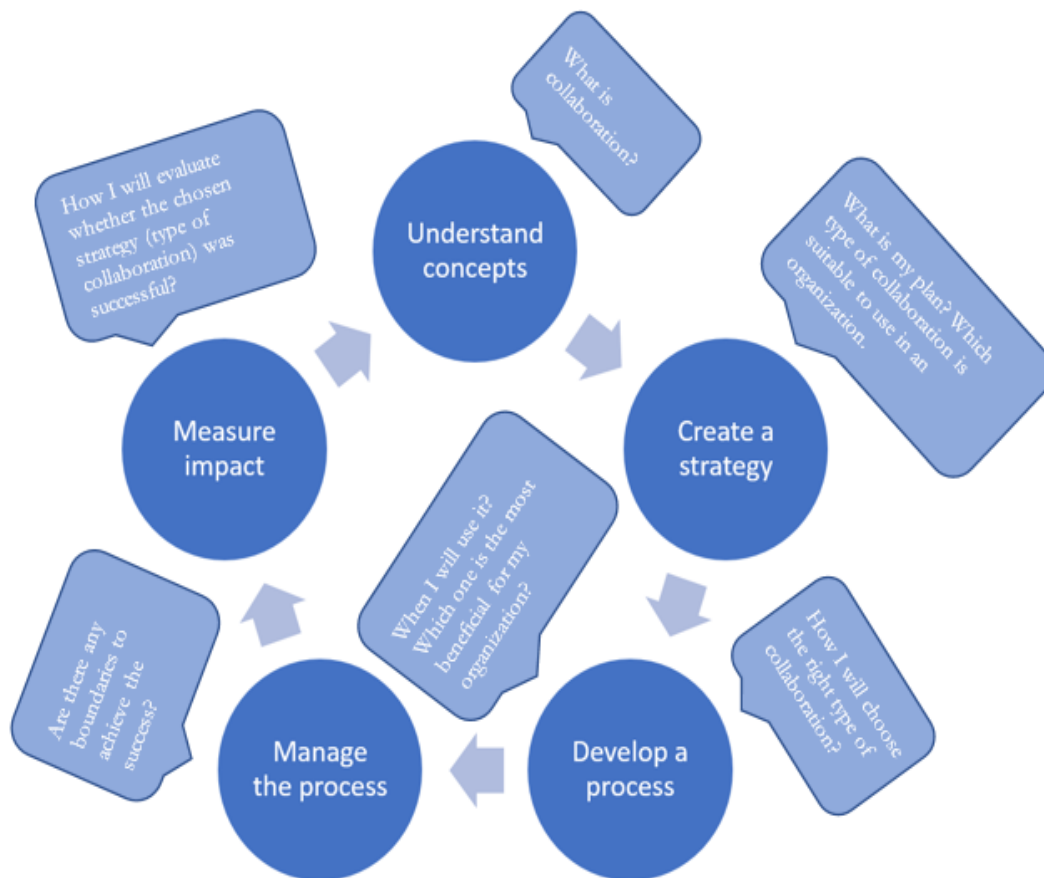 What is
collaboration?
Understand
concepts
What is my plan? Which
type of collaboration is
suitable to use in an
organization.
Create a
strategy
How I will choose
the right type of
collaboration?
Develop a
process
When I will use it?
Which one is the most
beneficial for my
organization?
Manage
the process
Are there any
boundaries to
achieve the
success?
Measure
impact
How I will evaluate
whether the chosen
strategy (type of
collaboration) was
successful?